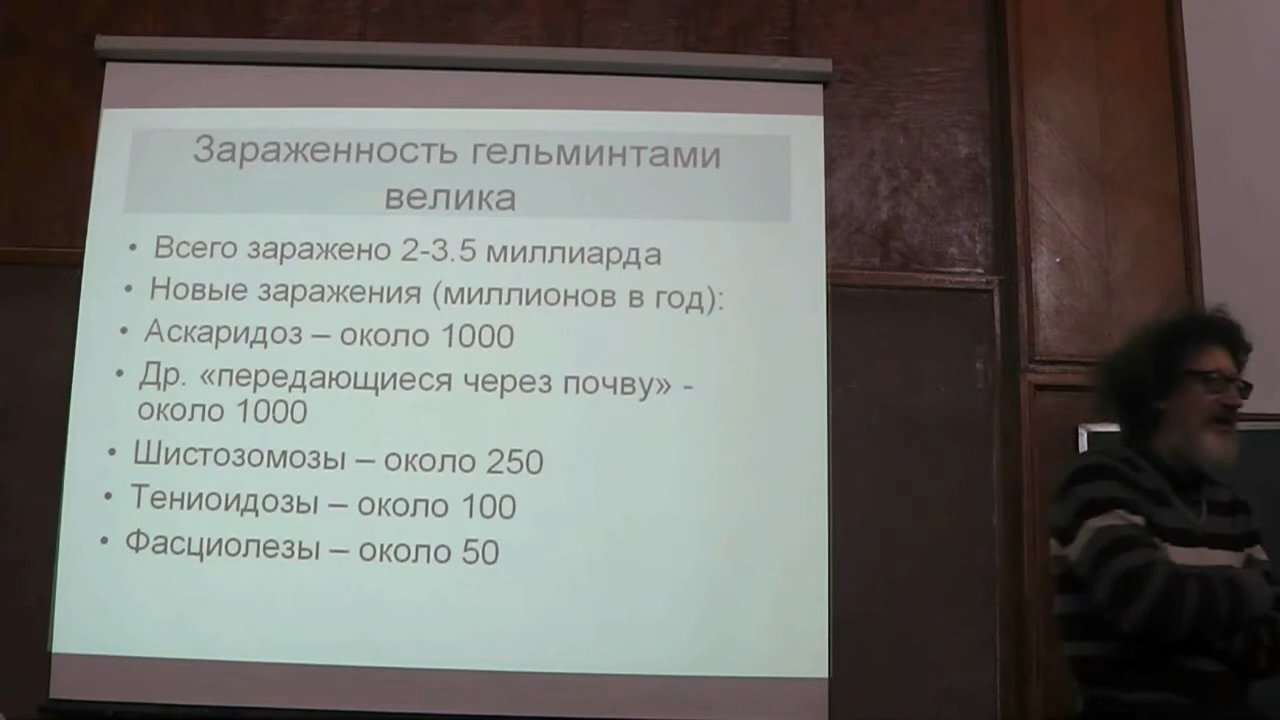 Зараженность гельминтами
велика
• Всего заражено 2-3.5 миллиарда
• Новые заражения (миллионов в год):
• Аскаридоз – около 1000
• Др. «передающиеся через почву» -
около 1000
• Шистозомозы – около 250
• Тениоидозы – около 100
• Фасциолезы – около 50